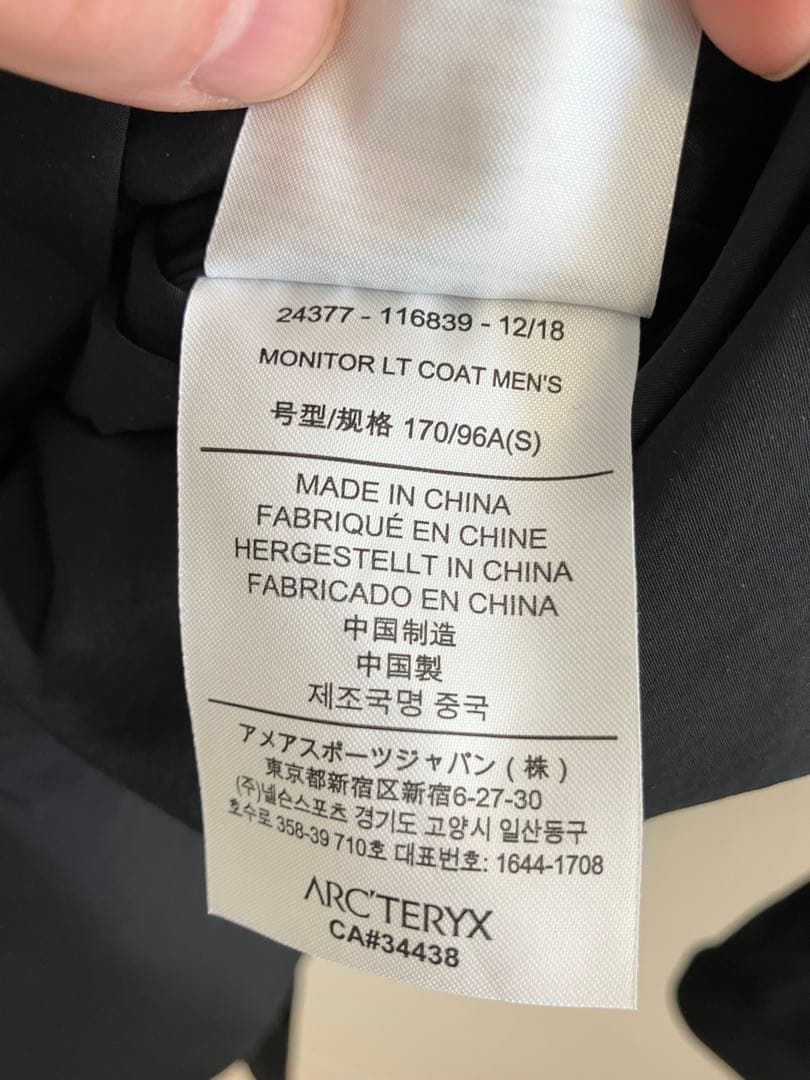 24377 - 116839 - 12/18
MONITOR LT COAT MEN'S
号型/规格 170/96A(S)
MADE IN CHINA
FABRIQUÉ EN CHINE
HERGESTELLT IN CHINA
FABRICADO EN CHINA
中国制造
中国製
제조국명 중국
アメアスポーツジャパン(株)
東京都新宿区新宿6-27-30
(주)넬슨스포츠 경기도 고양시 일산동구
호수로 358-39 710호 대표번호: 1644-1708
ARC'TERYX
CA#34438